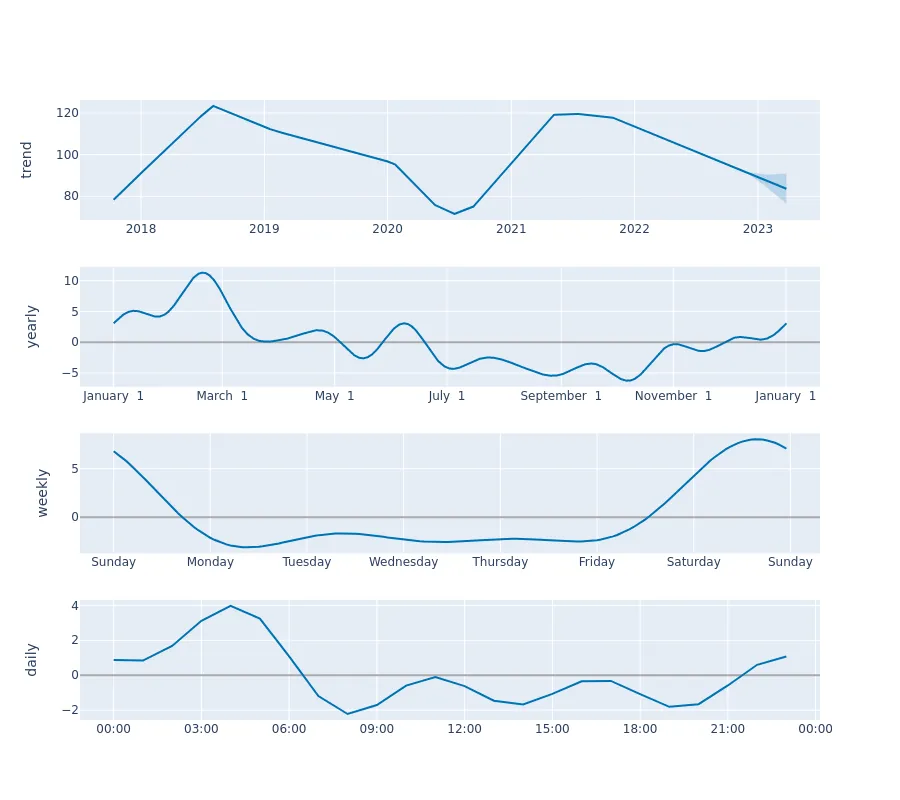 trend
120
100
80
2018 2019 2020 2021 2022 2023
yearly
10
5
0
−5
January 1 March 1 May 1 July 1 September 1 November 1 January 1
weekly
5
0
Sunday Monday Tuesday Wednesday Thursday Friday Saturday Sunday
daily
4
2
0
−2
00:00 03:00 06:00 09:00 12:00 15:00 18:00 21:00 00:00